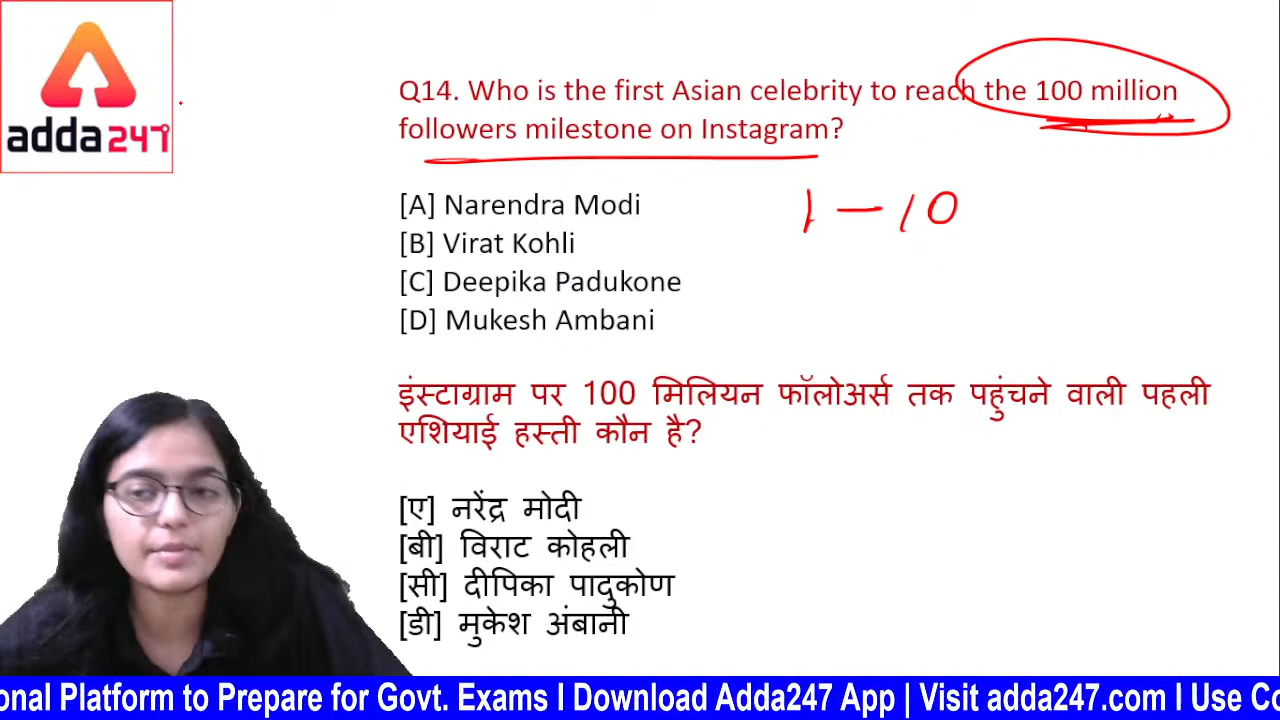 adda247
Q14. Who is the first Asian celebrity to reach the 100 million
followers milestone on Instagram?
1 – 10
[A] Narendra Modi
[B] Virat Kohli
[C] Deepika Padukone
[D] Mukesh Ambani
इंस्टाग्राम पर 100 मिलियन फॉलोअर्स तक पहुंचने वाली पहली
एशियाई हस्ती कौन है?
[ए] नरेंद्र मोदी
[बी] विराट कोहली
[सी] दीपिका पादुकोण
[डी] मुकेश अंबानी
onal Platform to Prepare for Govt. Exams I Download Adda247 App | Visit adda247.com I Use Co